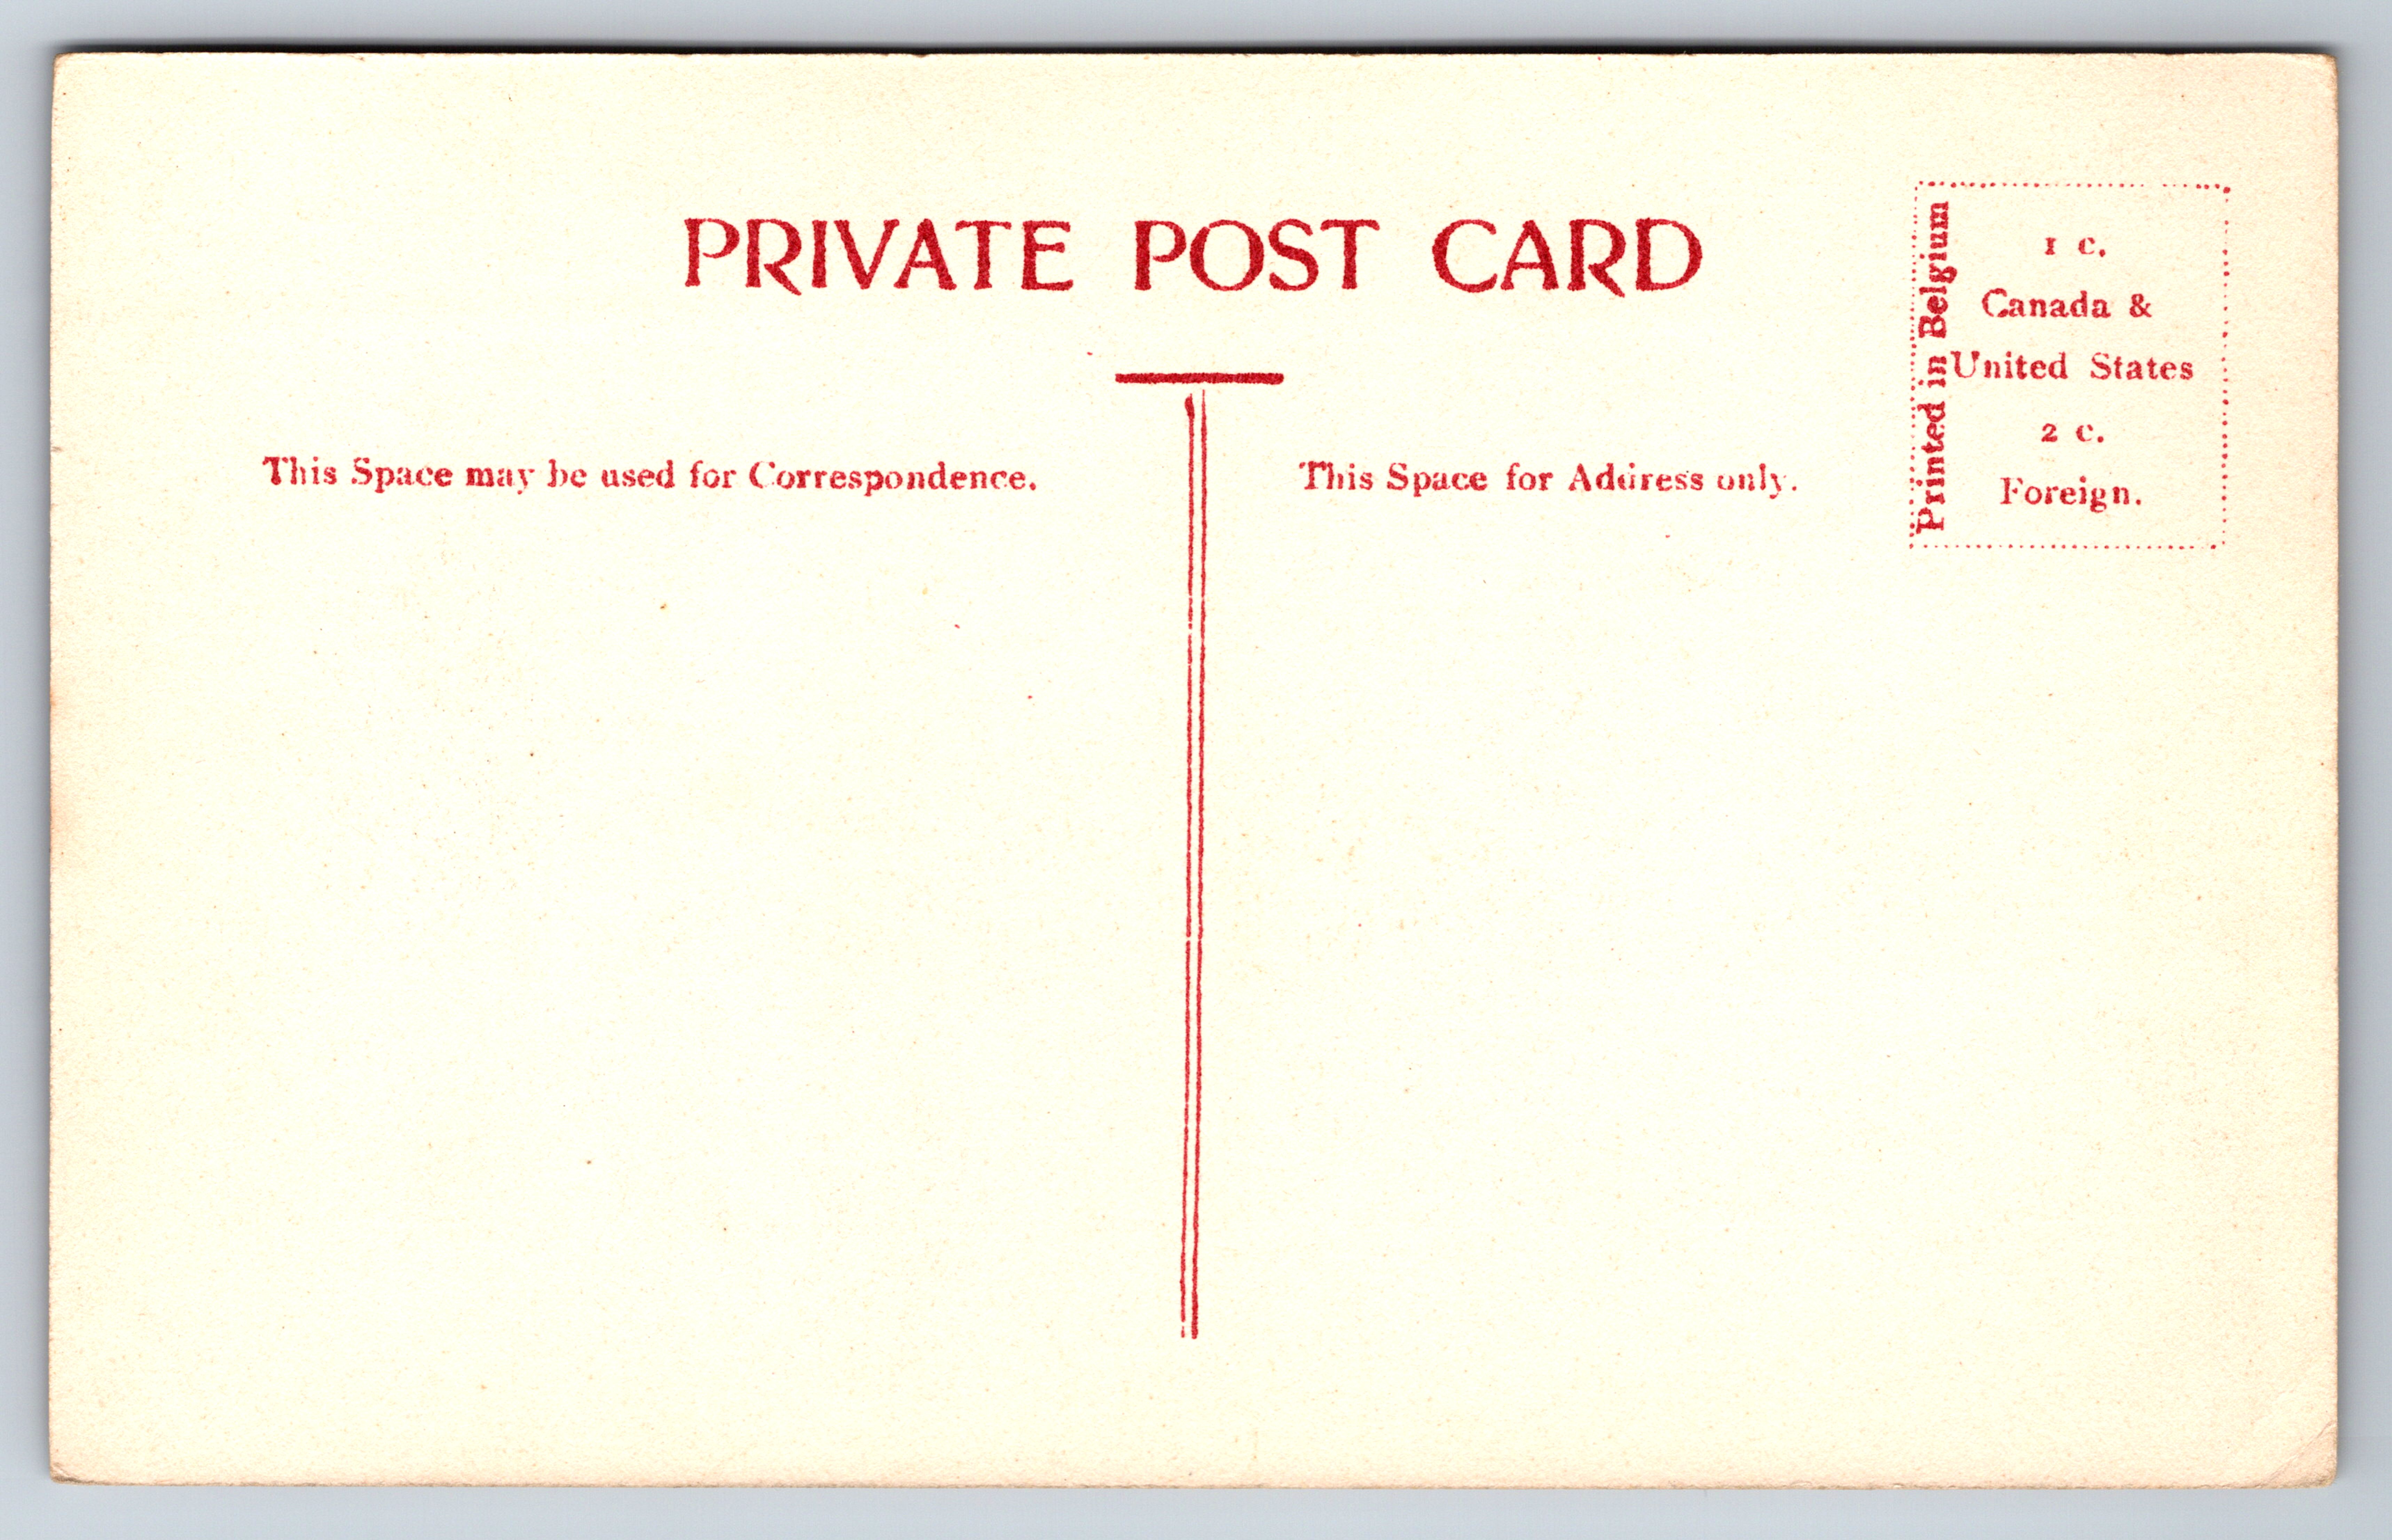 PRIVATE POST CARD
This Space may be used for Correspondence.
This Space for Address only.
Printed in Belgium
1 c.
Canada &
United States
2 c.
Foreign.